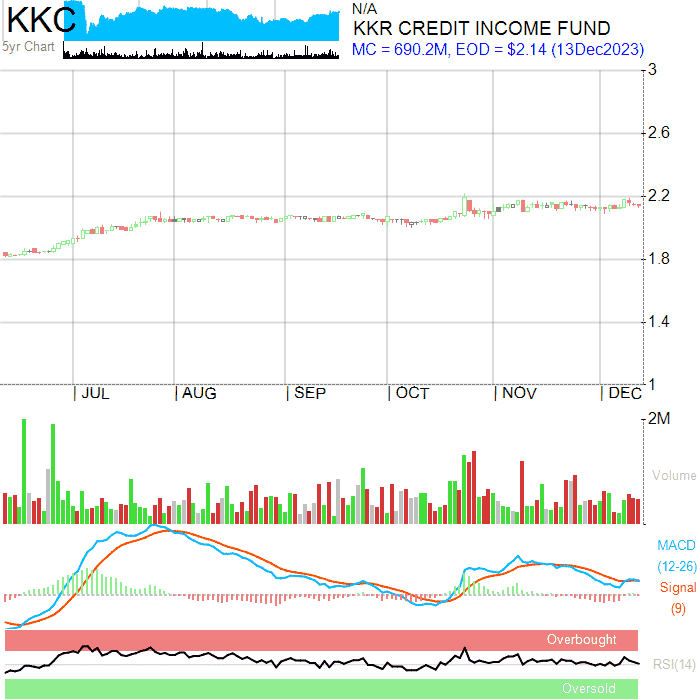 KKC
5yr Chart
N/A
KKR CREDIT INCOME FUND
MC = 690.2M, EOD = $2.14 (13Dec2023)
3
2.6
2.2
1.8
1.4
1
| JUL | AUG | SEP | OCT | NOV | DEC
2M
Volume
MACD
(12-26)
Signal
(9)
Overbought
RSI(14)
Oversold